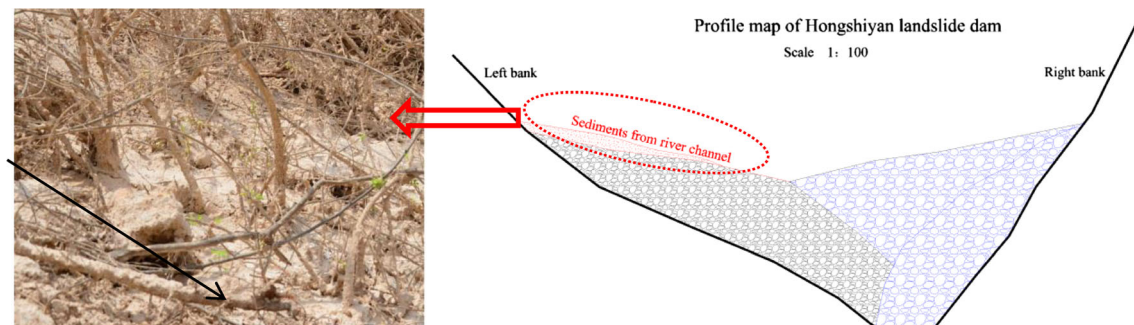 Profile map of Hongshiyan landslide dam
Scale 1: 100
Left bank
Right bank
Sediments from river channel